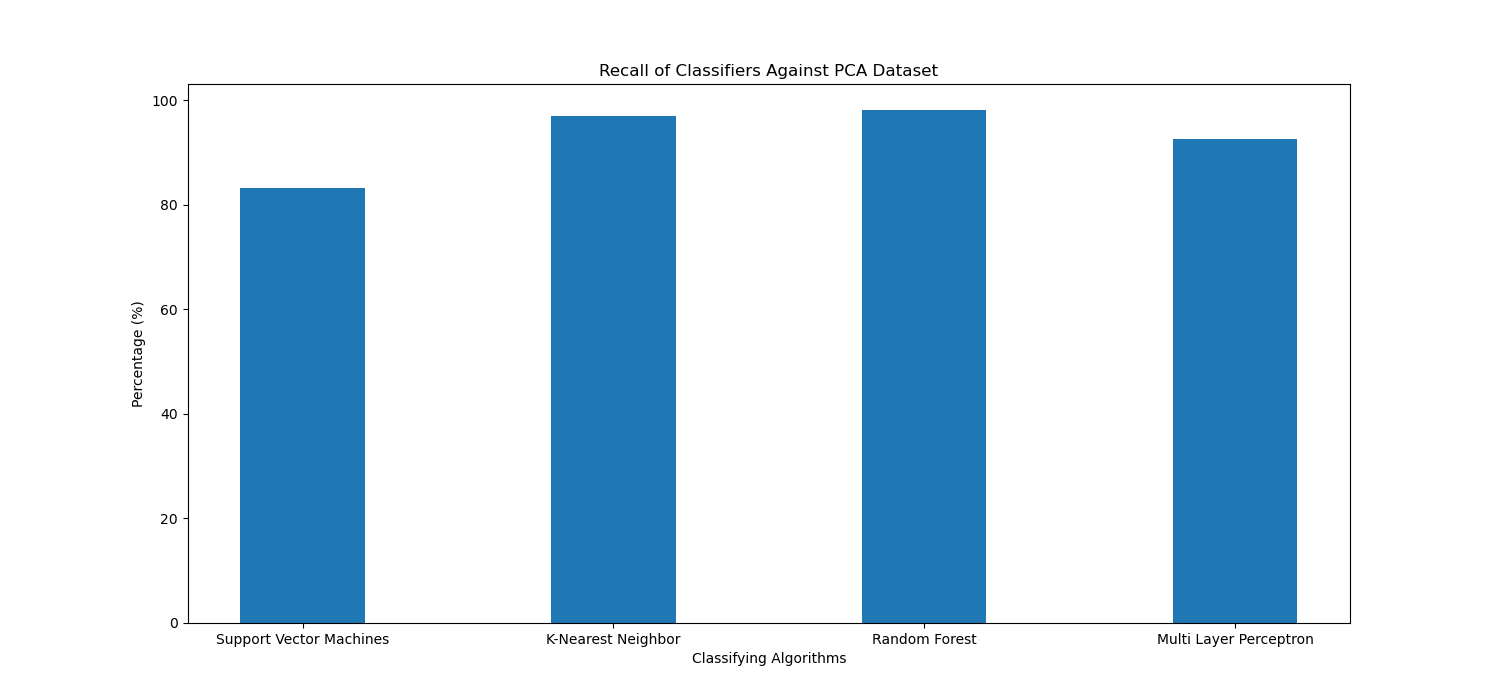 Recall of Classifiers Against PCA Dataset
100
80
60
40
20
0
Percentage (%)
Support Vector Machines
K-Nearest Neighbor
Random Forest
Multi Layer Perceptron
Classifying Algorithms